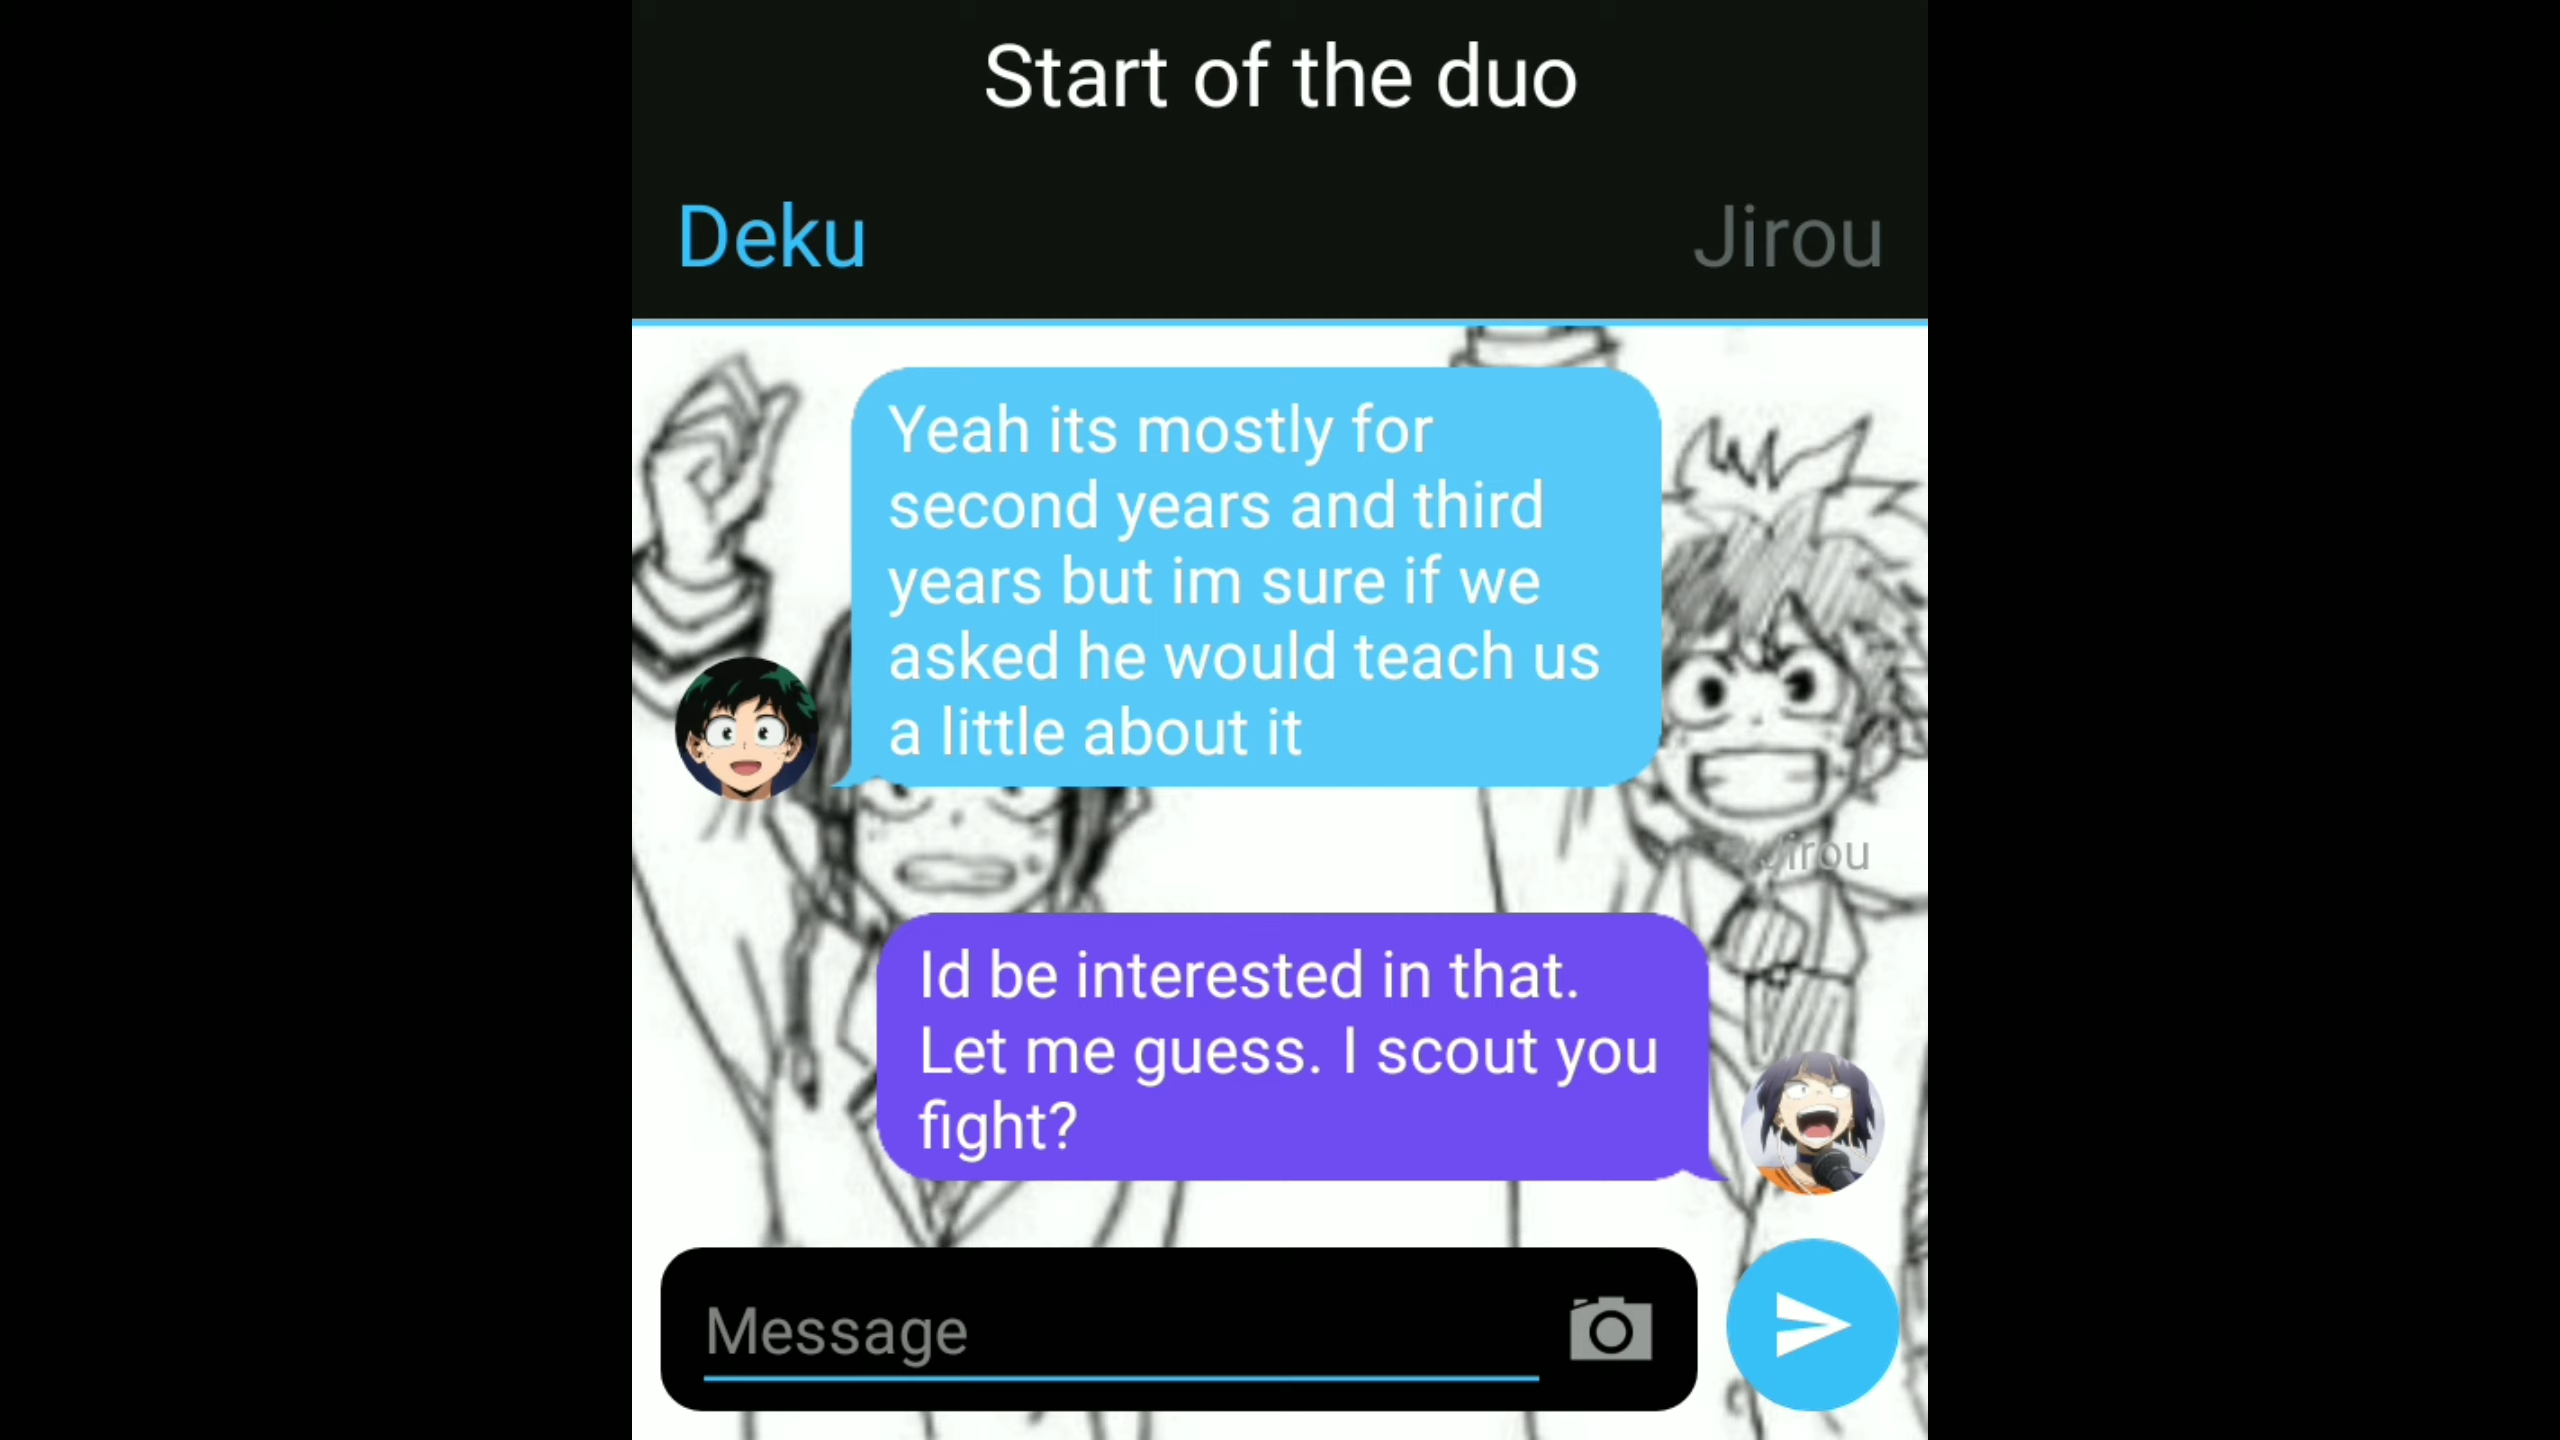 Start of the duo
Deku
Jirou
Yeah its mostly for
second years and third
years but im sure if we
asked he would teach us
a little about it
Jirou
Id be interested in that.
Let me guess. I scout you
fight?
Message